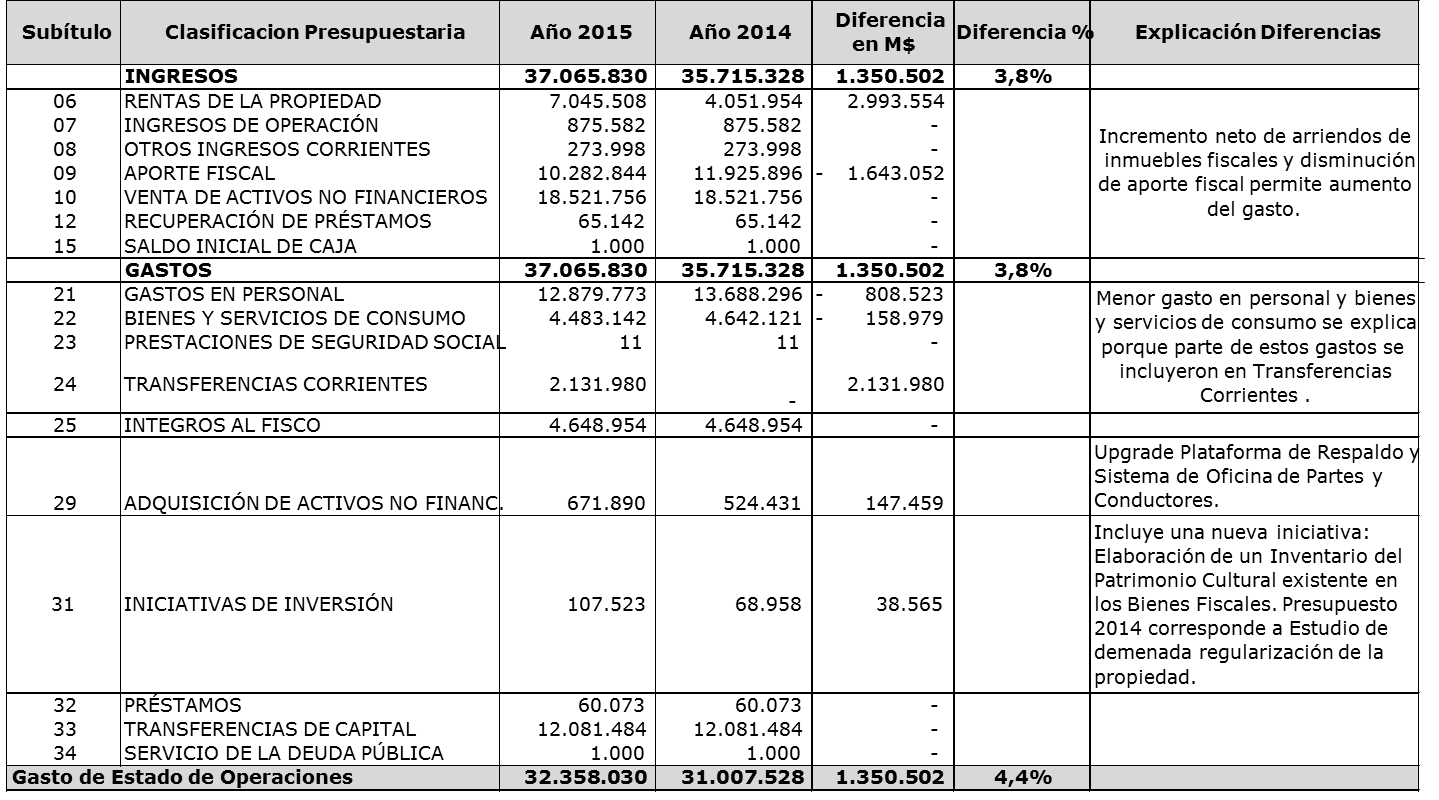 Subítulo Clasificacion Presupuestaria Año 2015 Año 2014 Diferencia en M$ Diferencia % Explicación Diferencias
INGRESOS 37.065.830 35.715.328 1.350.502 3,8%
06 RENTAS DE LA PROPIEDAD 7.045.508 4.051.954 2.993.554
07 INGRESOS DE OPERACIÓN 875.582 875.582 -
08 OTROS INGRESOS CORRIENTES 273.998 273.998 -
09 APORTE FISCAL 10.282.844 11.925.896 - 1.643.052
10 VENTA DE ACTIVOS NO FINANCIEROS 18.521.756 18.521.756 -
12 RECUPERACIÓN DE PRÉSTAMOS 65.142 65.142 -
15 SALDO INICIAL DE CAJA 1.000 1.000 -
Incremento neto de arriendos de
inmuebles fiscales y disminución
de aporte fiscal permite aumento
del gasto.
GASTOS 37.065.830 35.715.328 1.350.502 3,8%
21 GASTOS EN PERSONAL 12.879.773 13.688.296 - 808.523
22 BIENES Y SERVICIOS DE CONSUMO 4.483.142 4.642.121 - 158.979
23 PRESTACIONES DE SEGURIDAD SOCIAL 11 11 -
24 TRANSFERENCIAS CORRIENTES 2.131.980 - 2.131.980
Menor gasto en personal y bienes
y servicios de consumo se explica
porque parte de estos gastos se
incluyeron en Transferencias
Corrientes .
25 INTEGROS AL FISCO 4.648.954 4.648.954 -
29 ADQUISICIÓN DE ACTIVOS NO FINANC. 671.890 524.431 147.459
Upgrade Plataforma de Respaldo y
Sistema de Oficina de Partes y
Conductores.
31 INICIATIVAS DE INVERSIÓN 107.523 68.958 38.565
Incluye una nueva iniciativa:
Elaboración de un Inventario del
Patrimonio Cultural existente en
los Bienes Fiscales. Presupuesto
2014 corresponde a Estudio de
demenada regularización de la
propiedad.
32 PRÉSTAMOS 60.073 60.073 -
33 TRANSFERENCIAS DE CAPITAL 12.081.484 12.081.484 -
34 SERVICIO DE LA DEUDA PÚBLICA 1.000 1.000 -
Gasto de Estado de Operaciones 32.358.030 31.007.528 1.350.502 4,4%